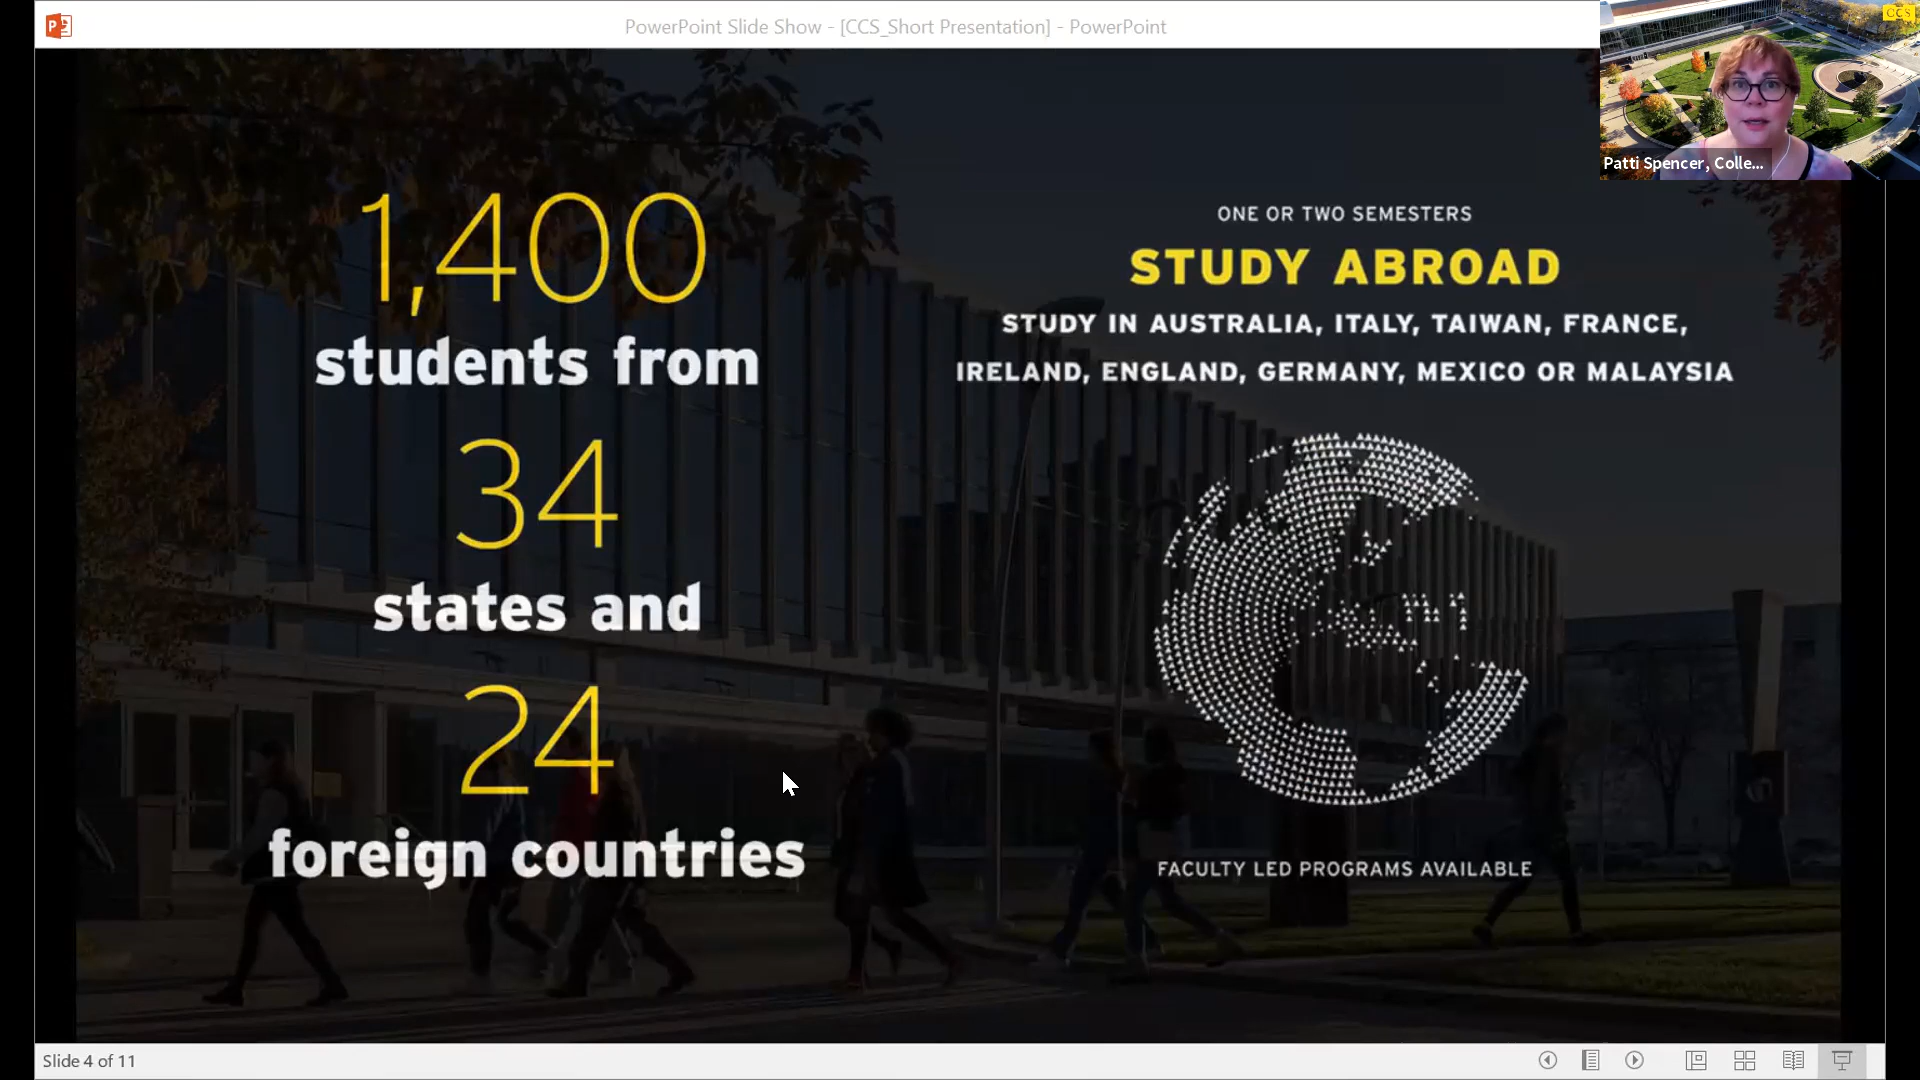 PowerPoint Slide Show - [CCS_Short Presentation] - PowerPoint
CCS
Patti Spencer, Colle...
1,400
students from
34
states and
24
foreign countries
ONE OR TWO SEMESTERS
STUDY ABROAD
STUDY IN AUSTRALIA, ITALY, TAIWAN, FRANCE,
IRELAND, ENGLAND, GERMANY, MEXICO OR MALAYSIA
FACULTY LED PROGRAMS AVAILABLE
Slide 4 of 11